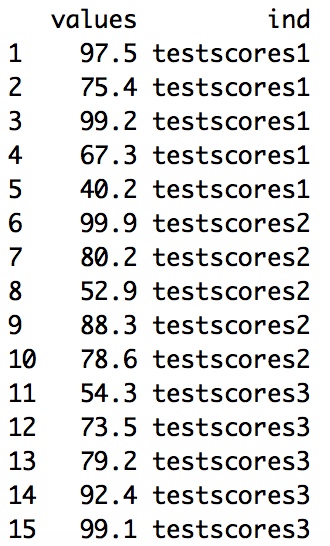 values ind
1 97.5 testscores1
2 75.4 testscores1
3 99.2 testscores1
4 67.3 testscores1
5 40.2 testscores1
6 99.9 testscores2
7 80.2 testscores2
8 52.9 testscores2
9 88.3 testscores2
10 78.6 testscores2
11 54.3 testscores3
12 73.5 testscores3
13 79.2 testscores3
14 92.4 testscores3
15 99.1 testscores3